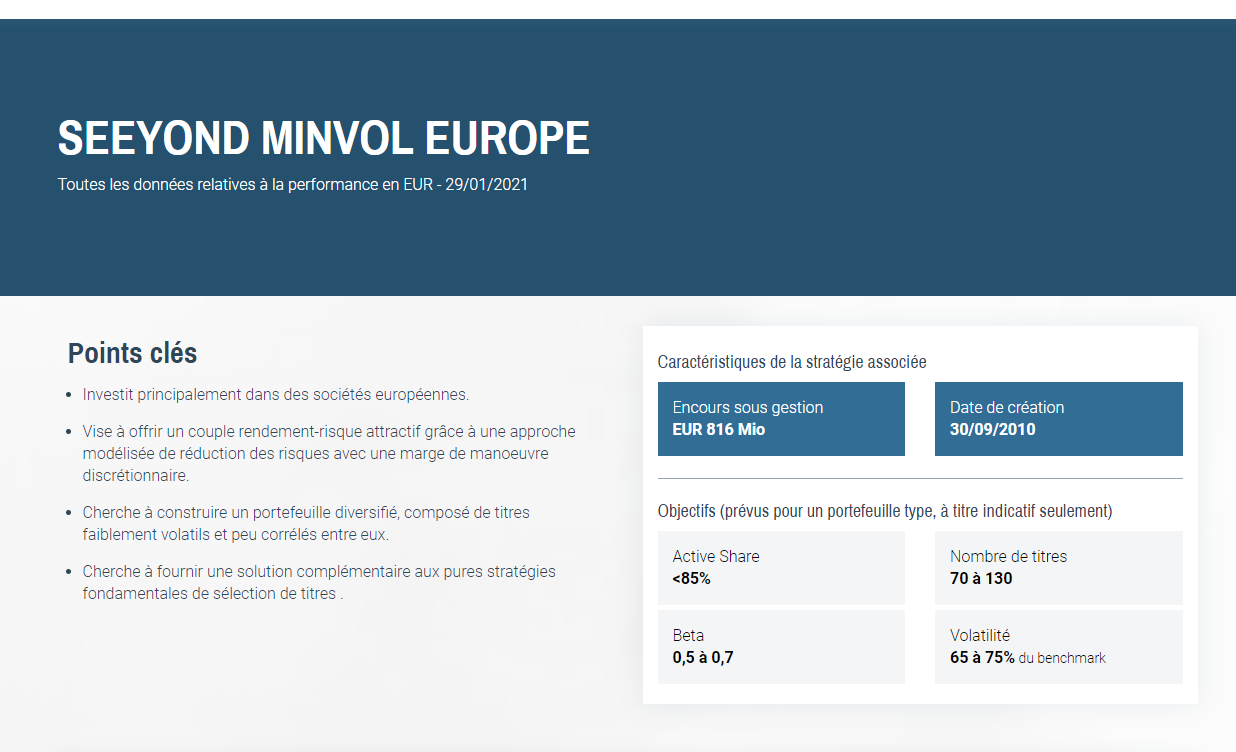 SEEYOND MINVOL EUROPE
Toutes les données relatives à la performance en EUR - 29/01/2021
Points clés
• Investit principalement dans des sociétés européennes.
• Vise à offrir un couple rendement-risque attractif grâce à une approche
modélisée de réduction des risques avec une marge de manoeuvre
discrétionnaire.
• Cherche à construire un portefeuille diversifié, composé de titres
faiblement volatils et peu corrélés entre eux.
• Cherche à fournir une solution complémentaire aux pures stratégies
fondamentales de sélection de titres .
Caractéristiques de la stratégie associée
Encours sous gestion
EUR 816 Mio
Date de création
30/09/2010
Objectifs (prévus pour un portefeuille type, à titre indicatif seulement)
Active Share
<85%
Nombre de titres
70 à 130
Beta
0,5 à 0,7
Volatilité
65 à 75% du benchmark